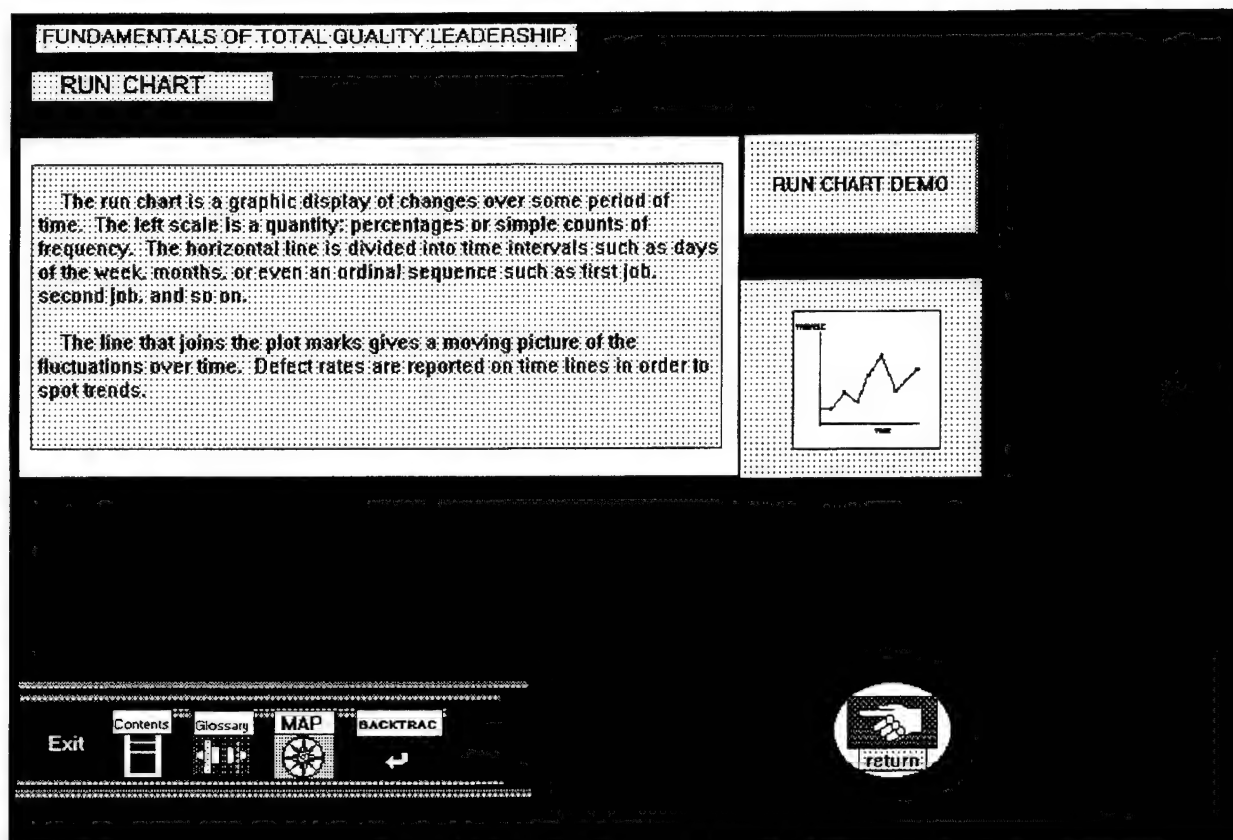 FUNDAMENTALS OF TOTAL QUALITY LEADERSHIP
RUN CHART
The run chart is a graphic display of changes over some period of
time. The left scale is a quantity: percentages or simple counts of
frequency. The horizontal line is divided into time intervals such as days
of the week, months, or even an ordinal sequence such as first job,
second job, and so on.
The line that joins the plot marks gives a moving picture of the
fluctuations over time. Defect rates are reported on time lines in order to
spot trends.
RUN CHART DEMO
TIME
Exit
Contents
Glossary
MAP
BACKTRAC
return